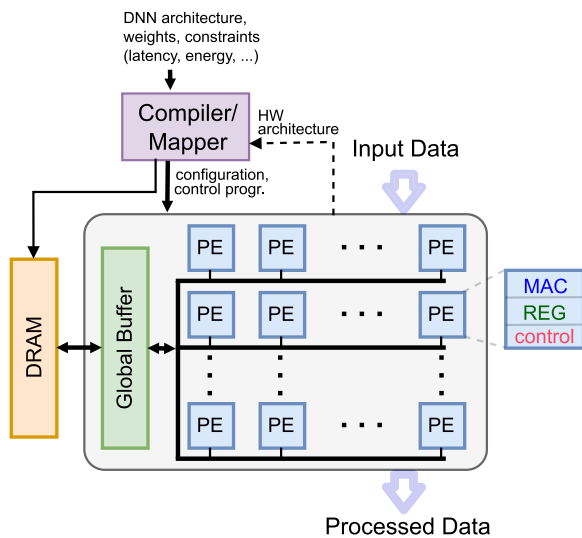 DNN architecture,
weights, constraints
(latency, energy, ...)
Compiler/
Mapper
HW
architecture
Input Data
configuration,
control progr.
PE PE . . . PE
DRAM
Global Buffer
PE PE . . . PE
MAC
REG
control
PE PE . . . PE
Processed Data